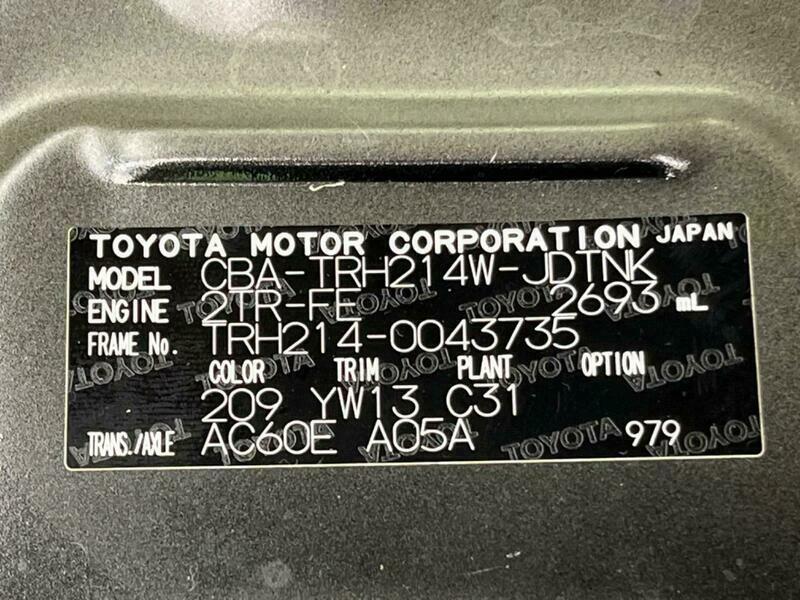 TOYOTA MOTOR CORPORATION JAPAN
MODEL CBA-TRH214W-JDTNK
ENGINE 2TR-FE 2693 mL
FRAME No. TRH214-0043735
COLOR TRIM PLANT OPTION
209 YW13 C31
TRANS./AXLE AC60E A05A 979